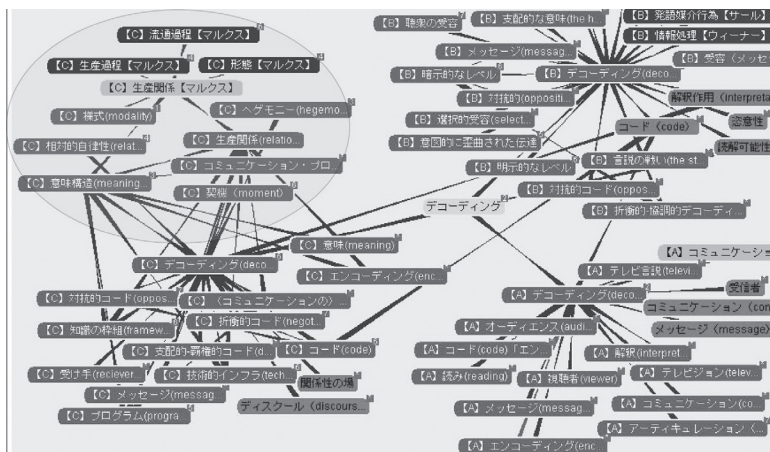 【C】流通過程【マルクス】
【C】生産過程【マルクス】
【C】形態【マルクス】
【C】生産関係【マルクス】
【C】ヘゲモニー(hegemo...
【C】様式(modality)
【C】生産関係(relatio...
【C】相対的自律性(relat...
【C】コミュニケーション・プロ...
【C】意味構造(meaning...
【C】契機〈moment〉
【C】意味(meaning)
【C】デコーディング(deco...
【C】エンコーディング(enc...
【C】対抗的コード(oppos...
【C】〈コミュニケーションの〉...
【C】知識の枠組(framew...
【C】折衝的コード(negot...
【C】支配的-覇権的コード(d...
【C】コード(code)
【C】受け手(reciever...
【C】技術的インフラ(tech...
関係性の場
【C】メッセージ(messag...
ディスクール〈discours...
【C】プログラム(progra...
【B】聴衆の受容
【B】支配的な意味(the h...
【B】発語媒介行為【サール】
【B】情報処理【ウィーナー】
【B】メッセージ(messag...
【B】受容〈メッセ
【B】暗示的なレベル
【B】デコーディング(deco...
【B】対抗的(oppositi...
解釈作用〈interpreta
【B】選択的受容(select...
コード〈code〉
恣意性
【B】意図的に歪曲された伝達
読解可能性
【B】明示的なレベル
【B】言説の戦い(the st...
【B】対抗的コード(oppos...
デコーディング
【B】折衝的-協調的デコーディ...
【A】コミュニケーショ
【A】テレビ言説(televi...
【A】デコーディング(deco...
受信者
コミュニケーション〈com
【A】オーディエンス(audi...
メッセージ〈message〉
【A】コード(code)「エン...
【A】解釈(interpret...
【A】読み(reading)
【A】視聴者(viewer)
【A】テレビジョン(telev...
【A】メッセージ(messag...
【A】コミュニケーション(co...
【A】アーティキュレーション〈...
【A】エンコーディング(enc...